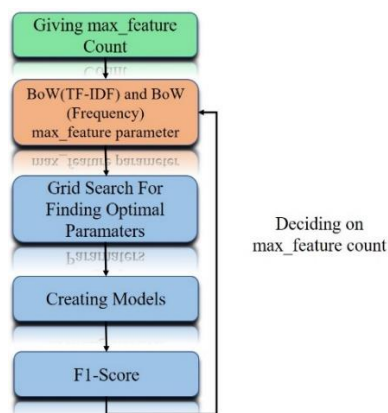 Giving max_feature
Count
BoW(TF-IDF) and BoW
(Frequency)
max_feature parameter
Grid Search For
Finding Optimal
Paramaters
Creating Models
F1-Score
Deciding on
max_feature count